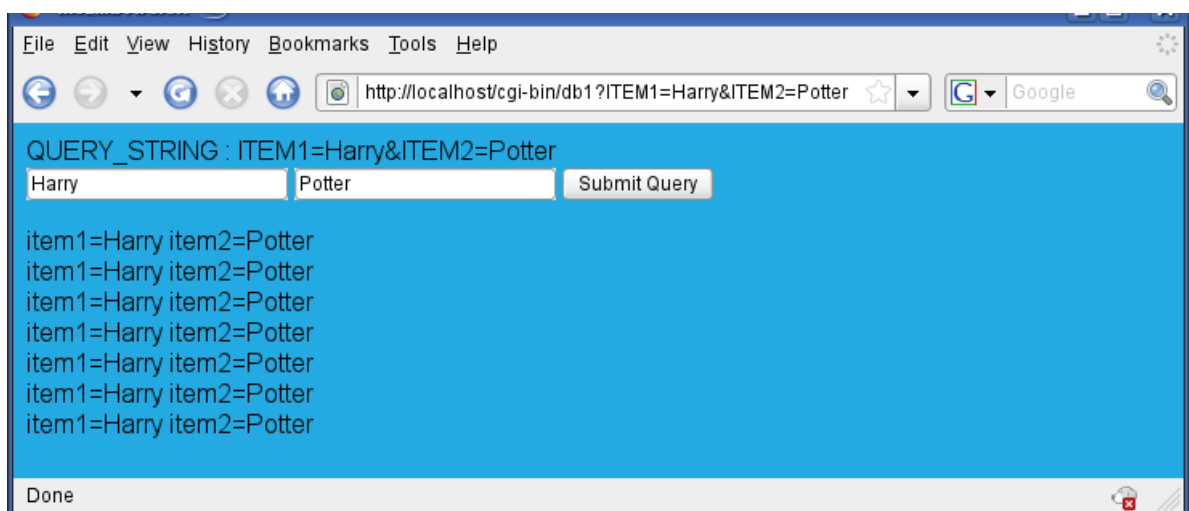 File Edit View History Bookmarks Tools Help
http://localhost/cgi-bin/db1?ITEM1=Harry&ITEM2=Potter G Google
QUERY_STRING : ITEM1=Harry&ITEM2=Potter
Harry Potter Submit Query
item1=Harry item2=Potter
item1=Harry item2=Potter
item1=Harry item2=Potter
item1=Harry item2=Potter
item1=Harry item2=Potter
item1=Harry item2=Potter
item1=Harry item2=Potter
Done